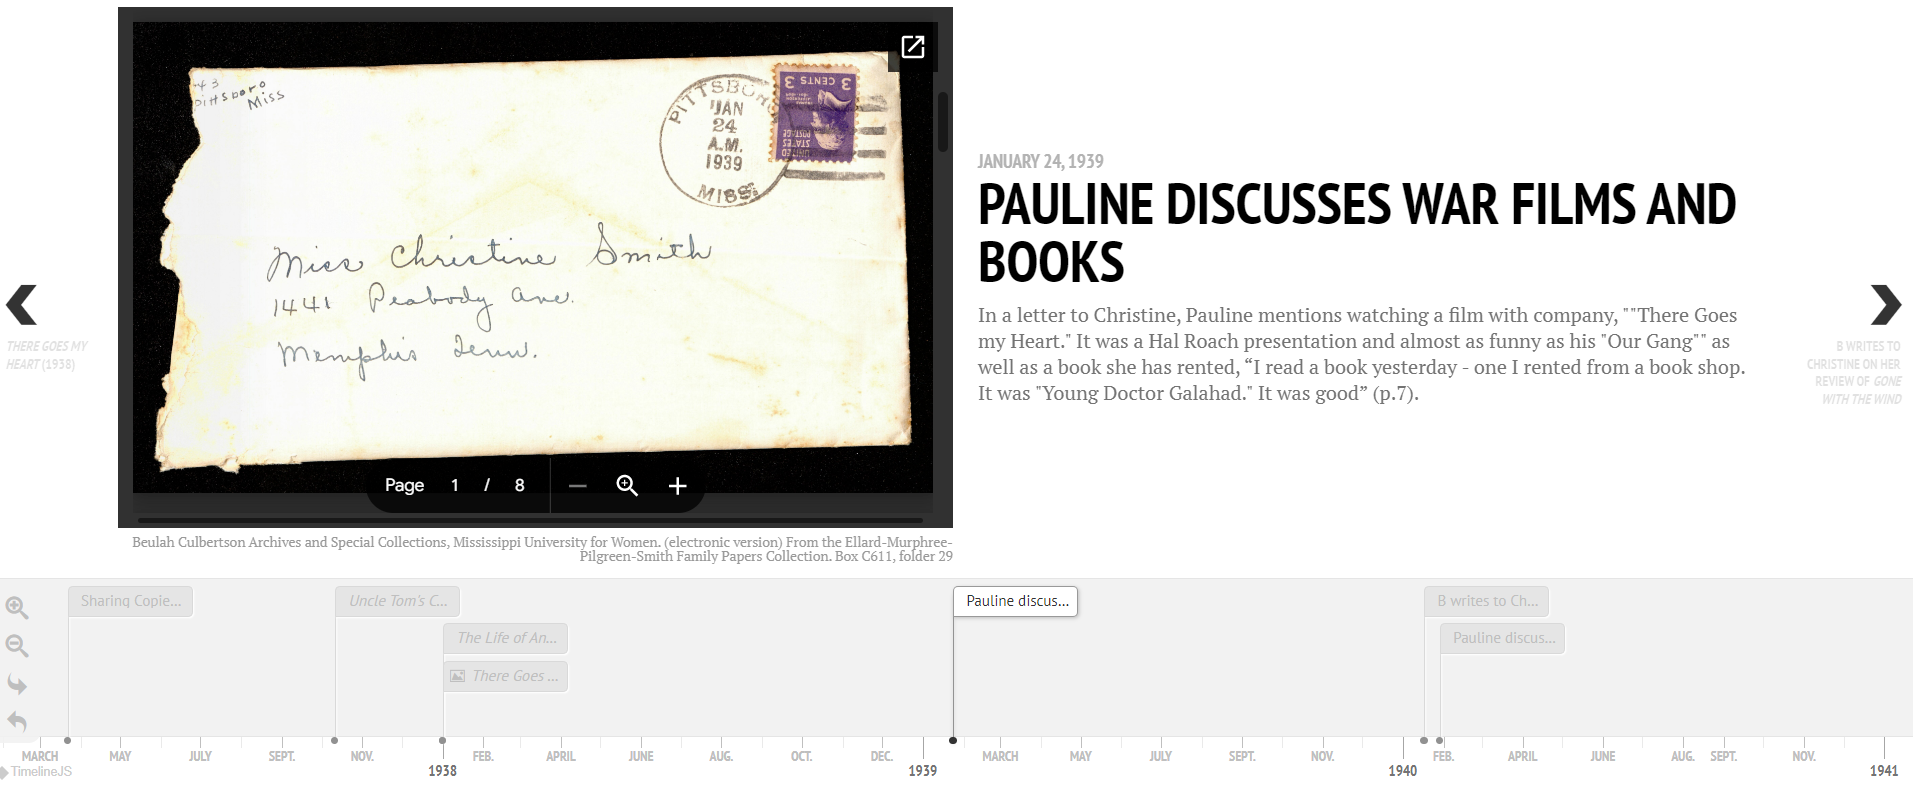 43
Pittsboro
Miss
PITTSBORO
JAN
24
A.M.
1939
MISS.
3 CENTS 3
UNITED
STATES
POSTAGE
Miss Christine Smith
1441 Peabody Ave.
Memphis Tenn.
Page 1 / 8
Beulah Culbertson Archives and Special Collections, Mississippi University for Women. (electronic version) From the Ellard-Murphree-
Pilgreen-Smith Family Papers Collection. Box C611, folder 29
JANUARY 24, 1939
PAULINE DISCUSSES WAR FILMS AND
BOOKS
In a letter to Christine, Pauline mentions watching a film with company, ""There Goes
my Heart." It was a Hal Roach presentation and almost as funny as his "Our Gang"" as
well as a book she has rented, “I read a book yesterday - one I rented from a book shop.
It was "Young Doctor Galahad." It was good” (p.7).
THERE GOES MY
HEART (1938)
B WRITES TO
CHRISTINE ON HER
REVIEW OF GONE
WITH THE WIND
Sharing Copie...
Uncle Tom's C...
Pauline discus...
B writes to Ch...
The Life of An...
Pauline discus...
There Goes ...
MARCH MAY JULY SEPT. NOV. FEB. APRIL JUNE AUG. OCT. DEC. MARCH MAY JULY SEPT. NOV. FEB. APRIL JUNE AUG. SEPT. NOV.
1938 1939 1940 1941
TimelineJS